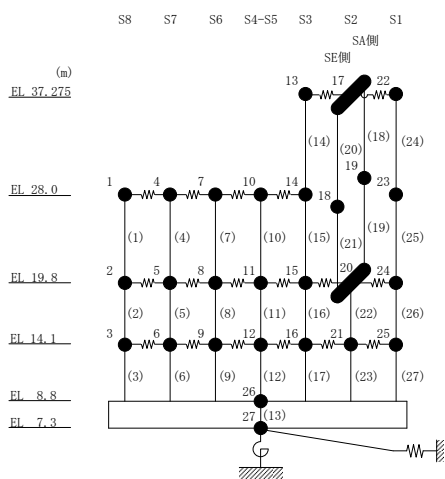 S8 S7 S6 S4-S5 S3 S2 S1
SA側
SE側
(m)
13 17 22
EL 37.275
(14) (20) (18) (24)
19
1 4 7 10 14 18 23
EL 28.0
(1) (4) (7) (10) (15) (21) (19) (25)
2 5 8 11 15 20 24
EL 19.8
(2) (5) (8) (11) (16) (22) (26)
3 6 9 12 16 21 25
EL 14.1
(3) (6) (9) (12) (17) (23) (27)
26
EL 8.8
27 (13)
EL 7.3